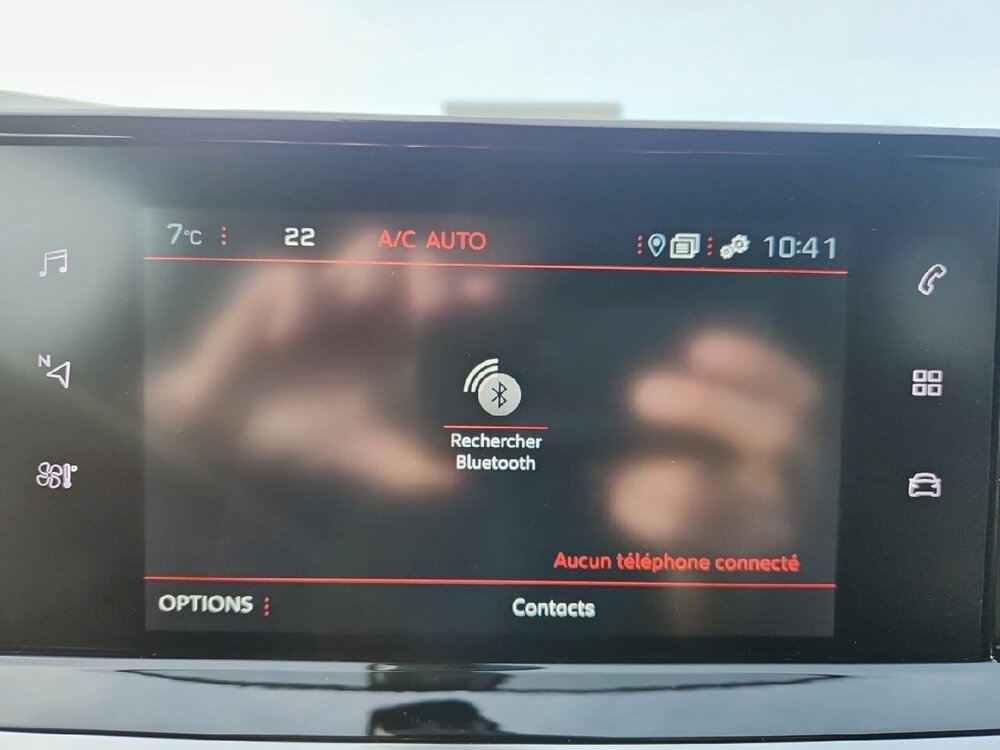 7°C 22 A/C AUTO 10:41
N
Rechercher
Bluetooth
Aucun téléphone connecté
OPTIONS Contacts